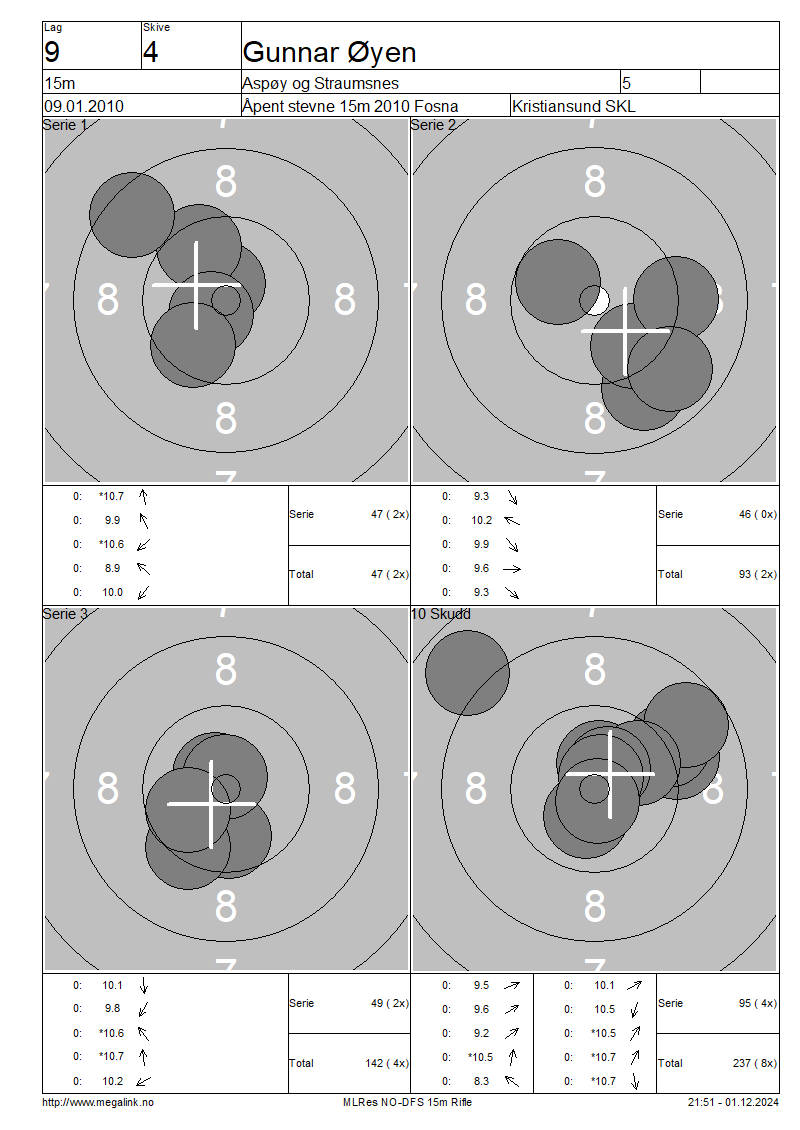 Lag Skive
9 4 Gunnar Øyen
15m Aspøy og Straumsnes 5
09.01.2010 Åpent stevne 15m 2010 Fosna Kristiansund SKL
Serie 1 Serie 2
7 7
8 8
7 8 8 7 8 8 7
8 8
7 7
0: *10.7 0: 9.3
Serie 47 ( 2x) Serie 46 ( 0x)
0: 9.9 0: 10.2
0: *10.6 0: 9.9
0: 8.9 0: 9.6
Total 47 ( 2x) Total 93 ( 2x)
0: 10.0 0: 9.3
Serie 3 10 Skudd
7 7
8 8
7 8 8 7 8 8 7
8 8
7 7
0: 10.1 0: 9.5 0: 10.1
Serie 49 ( 2x) Serie 95 ( 4x)
0: 9.8 0: 9.6 0: 10.5
0: *10.6 0: 9.2 0: *10.5
0: *10.7 0: *10.5 0: *10.7
Total 142 ( 4x) Total 237 ( 8x)
0: 10.2 0: 8.3 0: *10.7
http://www.megalink.no MLRes NO-DFS 15m Rifle 21:51 - 01.12.2024